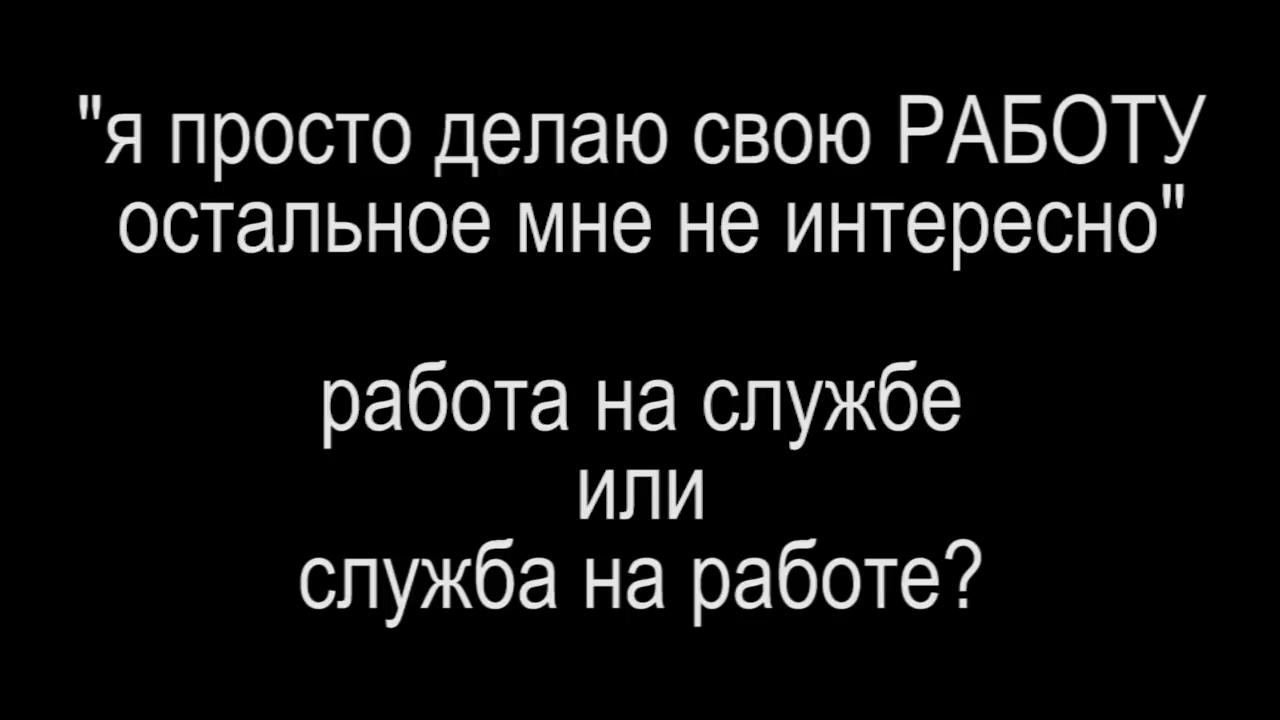 "я просто делаю свою РАБОТУ
остальное мне не интересно"
работа на службе
или
служба на работе?